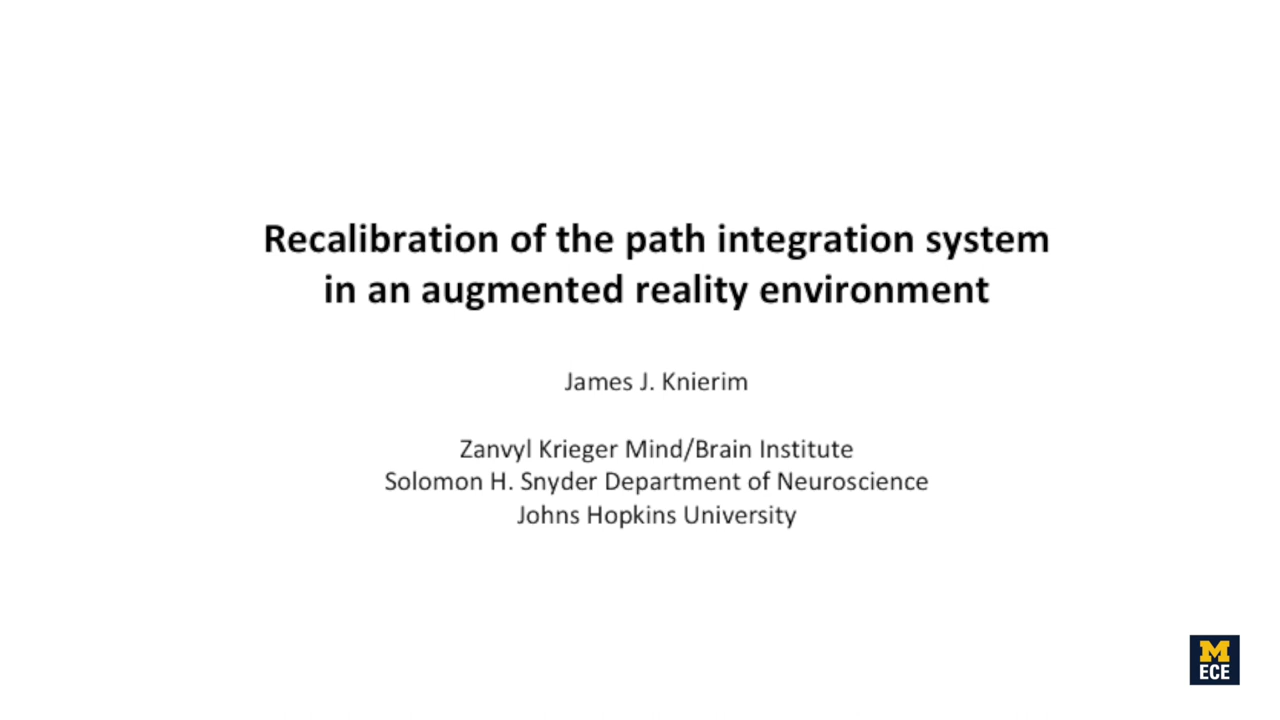 Recalibration of the path integration system
in an augmented reality environment
James J. Knierim
Zanvyl Krieger Mind/Brain Institute
Solomon H. Snyder Department of Neuroscience
Johns Hopkins University
M
ECE